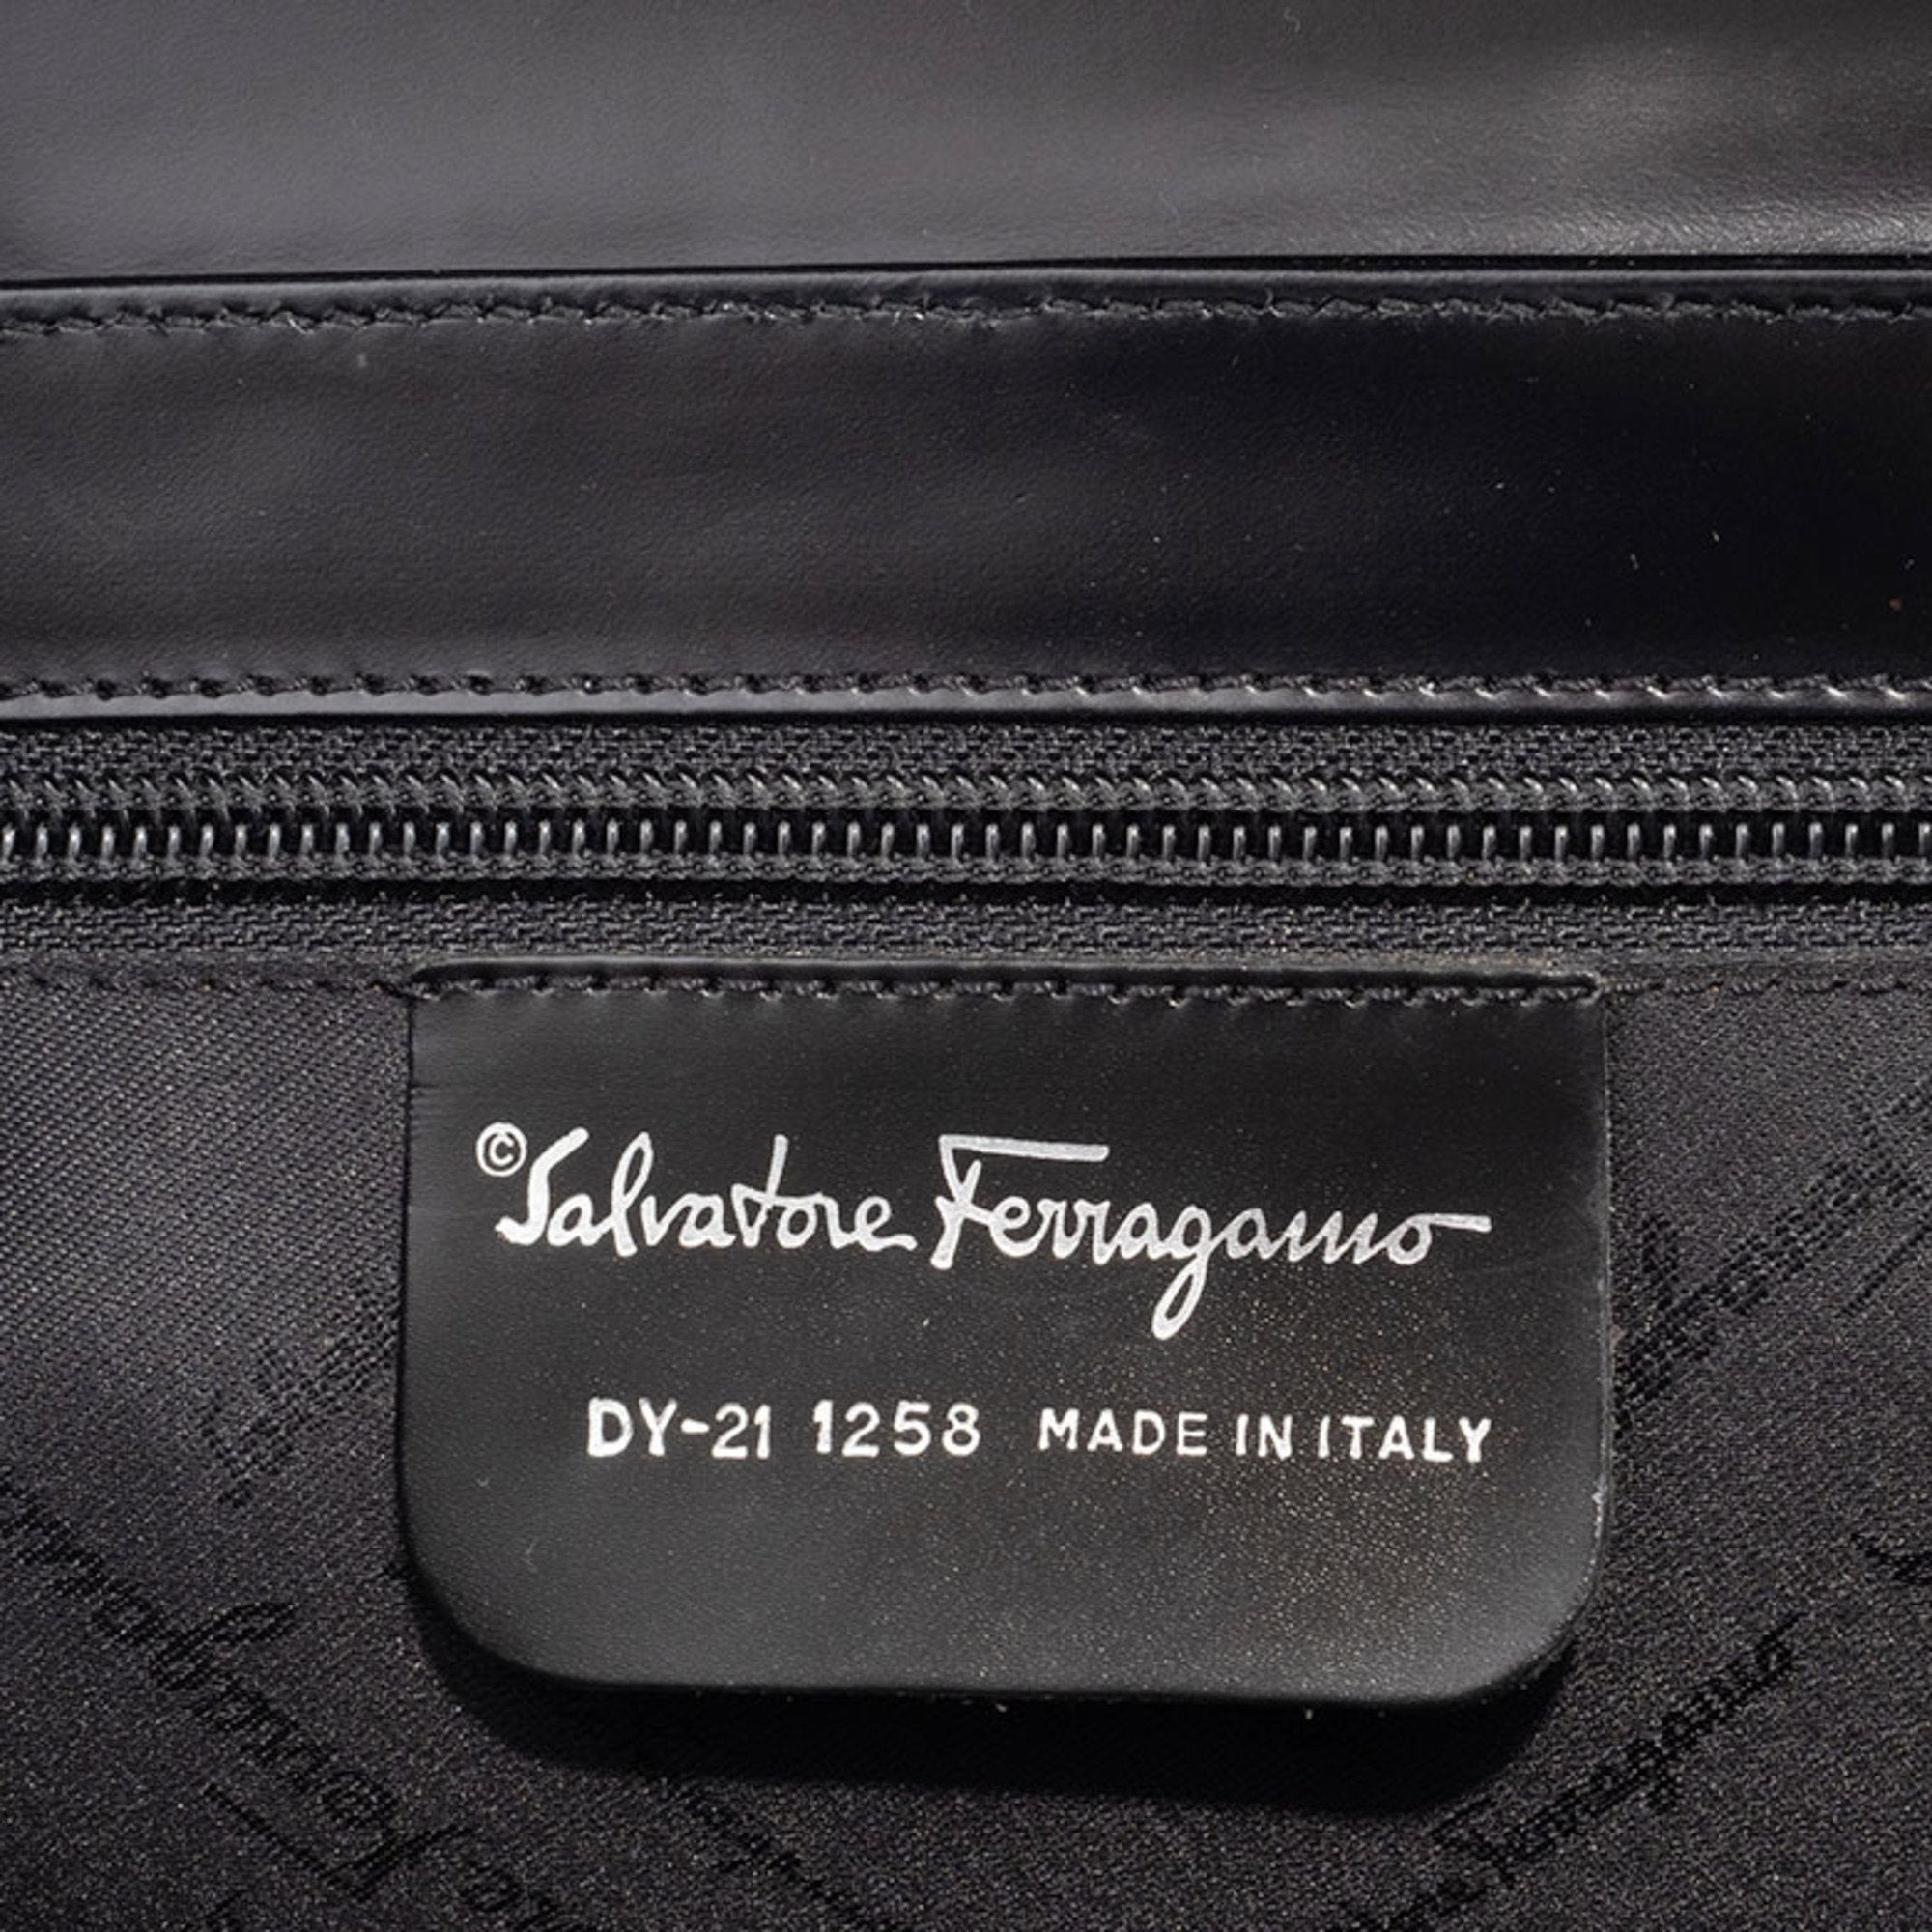 © Salvatore Ferragamo
DY-21 1258 MADE IN ITALY